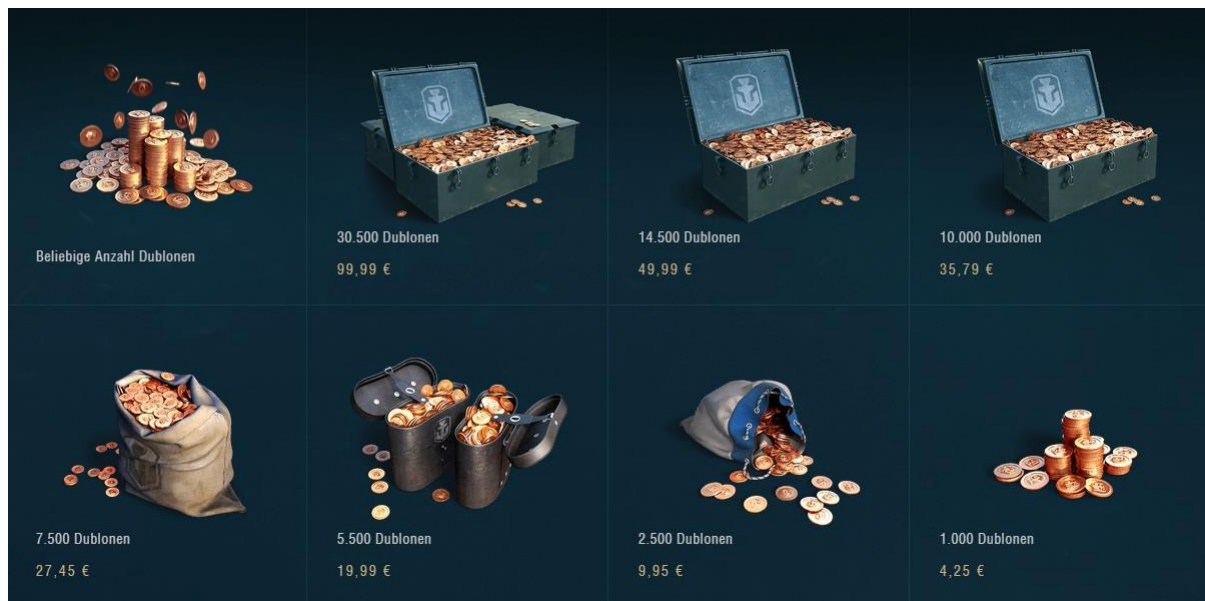 Beliebige Anzahl Dublonen
30.500 Dublonen
99,99 €
14.500 Dublonen
49,99 €
10.000 Dublonen
35,79 €
7.500 Dublonen
27,45 €
5.500 Dublonen
19,99 €
2.500 Dublonen
9,95 €
1.000 Dublonen
4,25 €